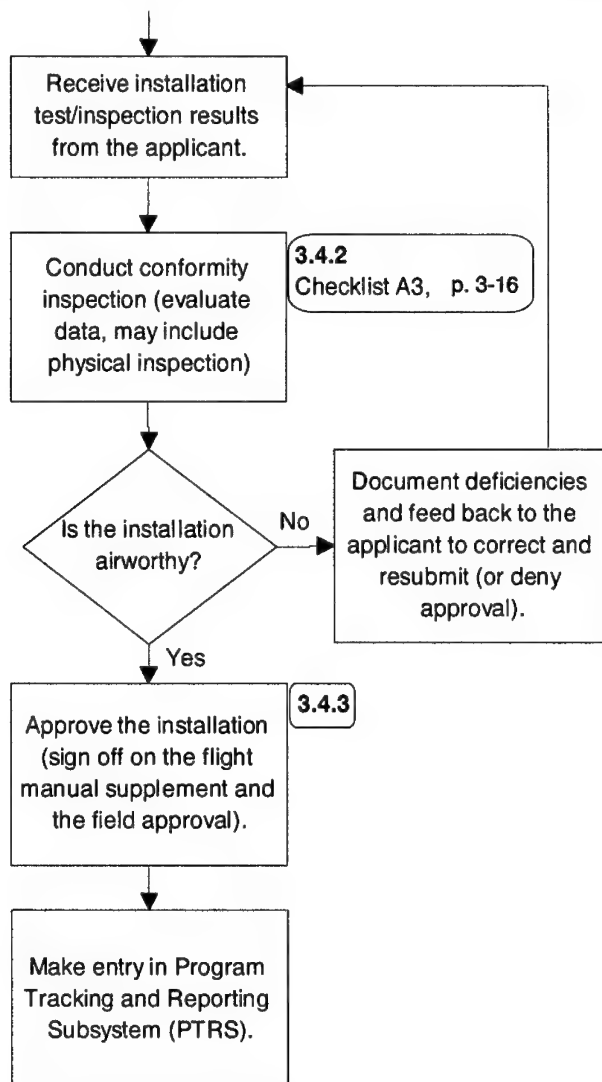 Receive installation
test/inspection results
from the applicant.
Conduct conformity
inspection (evaluate
data, may include
physical inspection)
3.4.2
Checklist A3, p. 3-16
Is the installation
airworthy?
No
Document deficiencies
and feed back to the
applicant to correct and
resubmit (or deny
approval).
Yes
Approve the installation
(sign off on the flight
manual supplement and
the field approval).
3.4.3
Make entry in Program
Tracking and Reporting
Subsystem (PTRS).